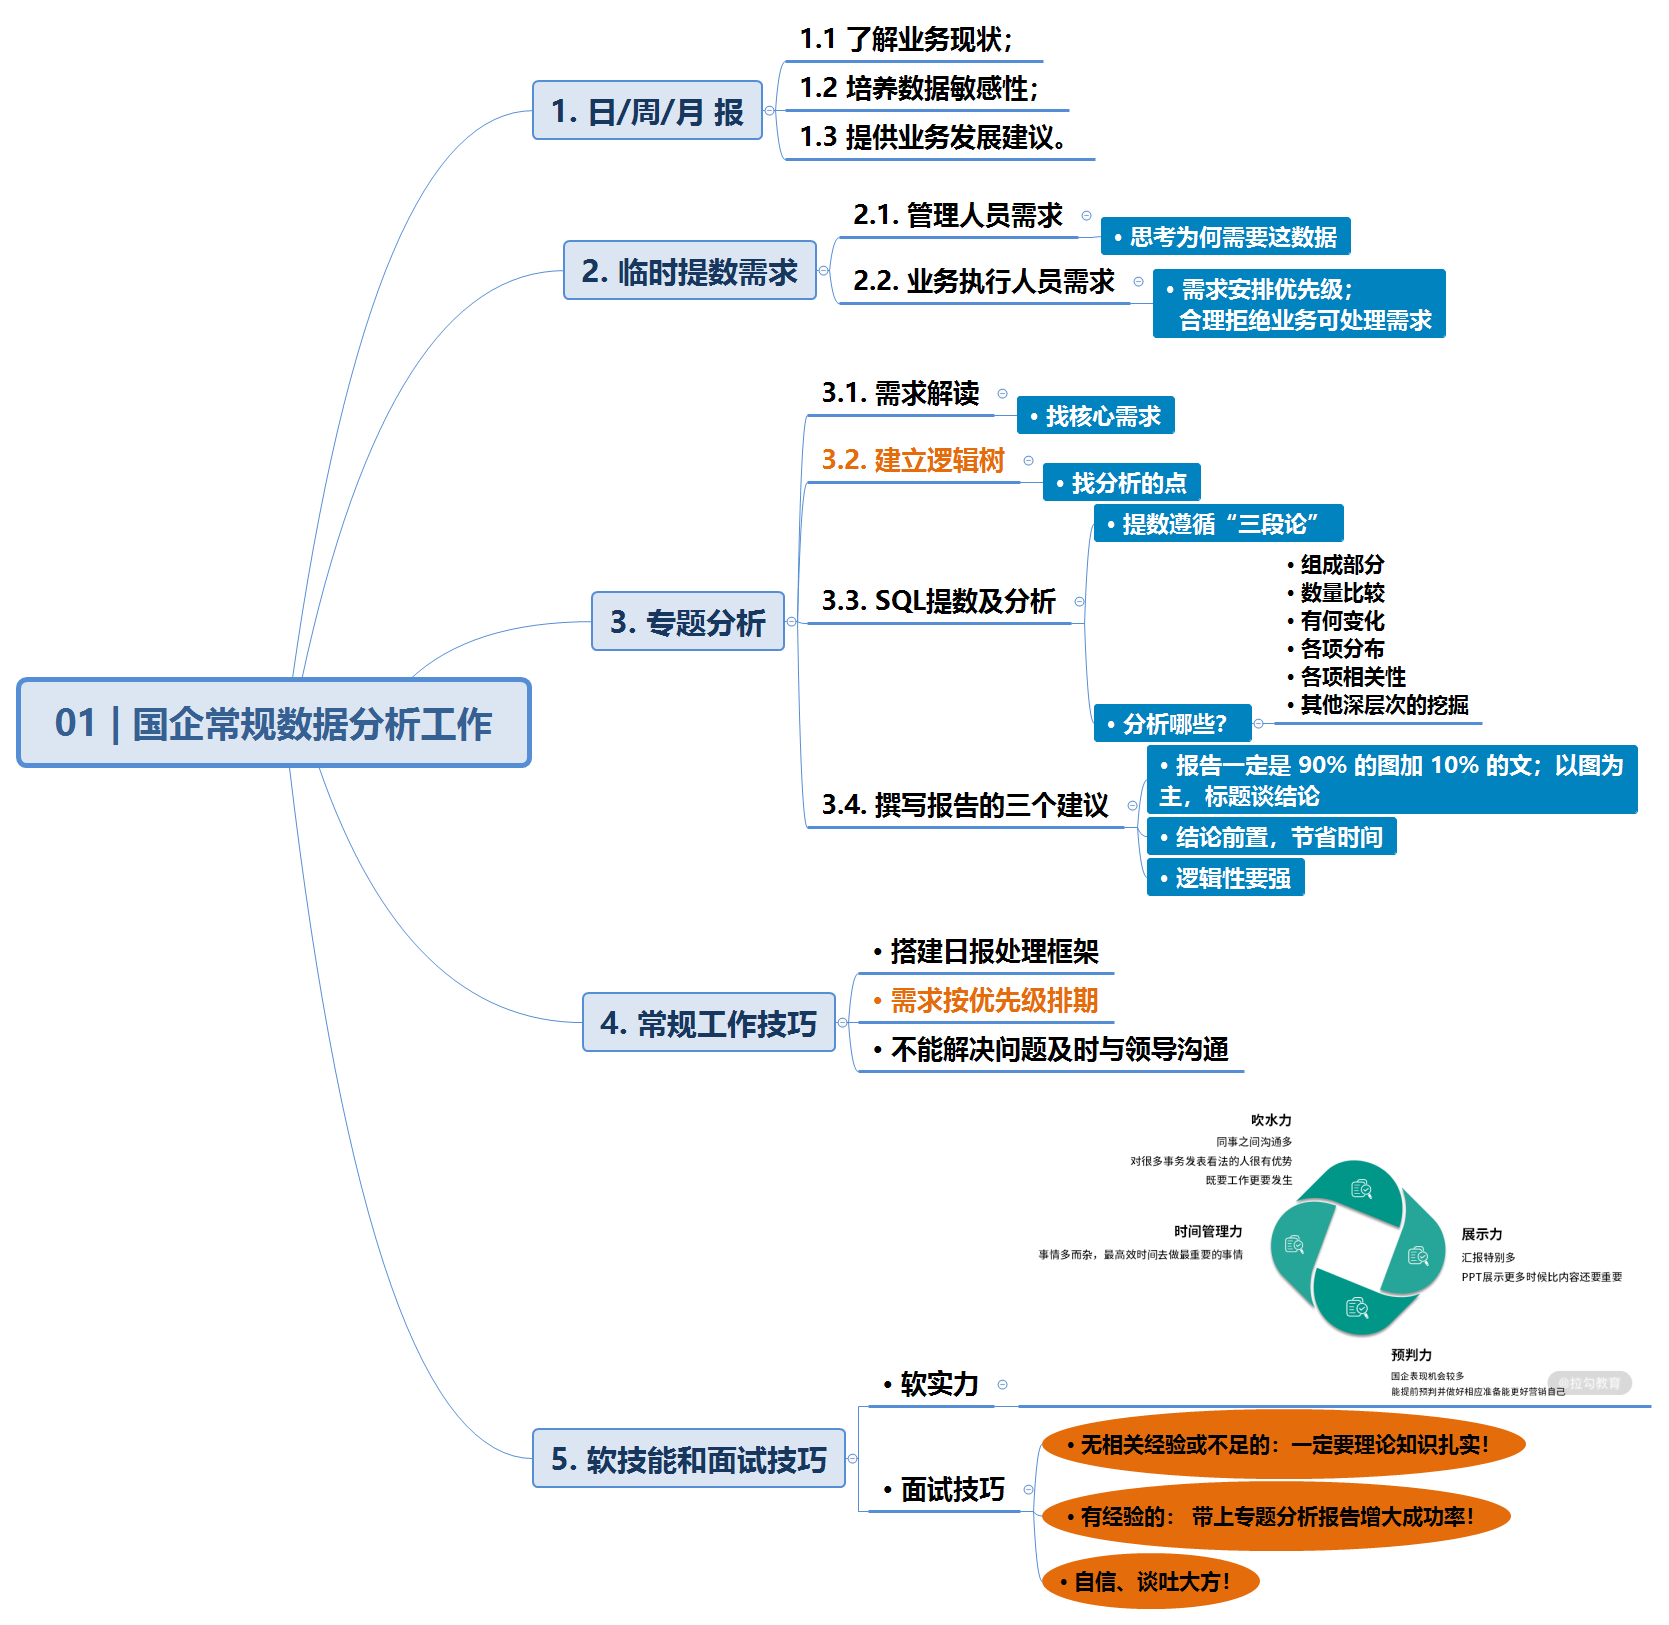 01 | 国企常规数据分析工作
1. 日/周/月 报
1.1 了解业务现状；
1.2 培养数据敏感性；
1.3 提供业务发展建议。
2. 临时提数需求
2.1. 管理人员需求
• 思考为何需要这数据
2.2. 业务执行人员需求
• 需求安排优先级；
合理拒绝业务可处理需求
3. 专题分析
3.1. 需求解读
• 找核心需求
3.2. 建立逻辑树
• 找分析的点
3.3. SQL提数及分析
• 提数遵循“三段论”
• 分析哪些？
• 组成部分
• 数量比较
• 有何变化
• 各项分布
• 各项相关性
• 其他深层次的挖掘
3.4. 撰写报告的三个建议
• 报告一定是 90% 的图加 10% 的文；以图为
主，标题谈结论
• 结论前置，节省时间
• 逻辑性要强
4. 常规工作技巧
• 搭建日报处理框架
• 需求按优先级排期
• 不能解决问题及时与领导沟通
5. 软技能和面试技巧
• 软实力
吹水力
同事之间沟通多
对很多事务发表看法的人很有优势
既要工作更要发生
时间管理力
事情多而杂，最高效时间去做最重要的事情
展示力
汇报特别多
PPT展示更多时候比内容还要重要
预判力
国企表现机会较多
能提前预判并做好相应准备能更好营销自己
@拉勾教育
• 面试技巧
• 无相关经验或不足的：一定要理论知识扎实！
• 有经验的： 带上专题分析报告增大成功率！
• 自信、谈吐大方！